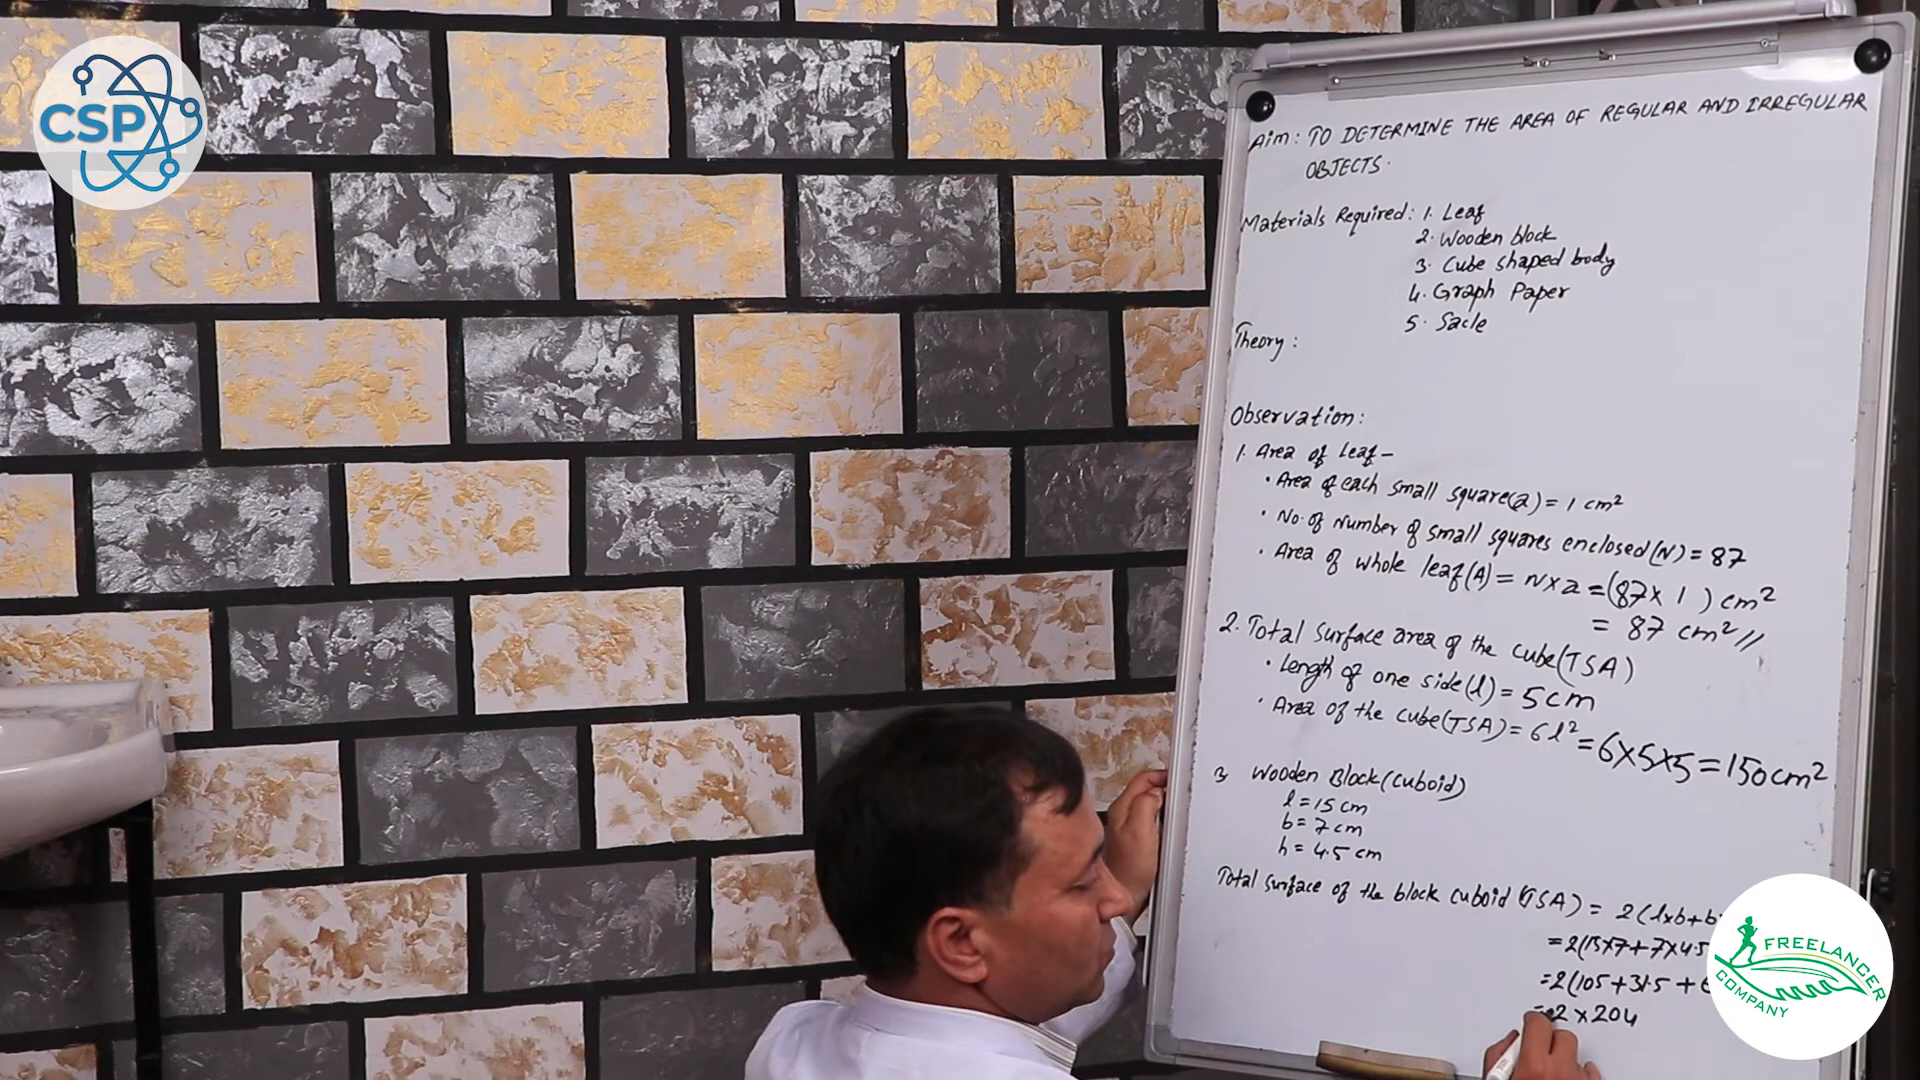 CSP
Aim: TO DETERMINE THE AREA OF REGULAR AND IRREGULAR
OBJECTS.
Materials Required: 1. Leaf
2. Wooden block
3. Cube shaped body
4. Graph Paper
5. Sacle
Theory:
Observation:
1. Area of Leaf –
• Area of each small square(a) = 1 cm²
• No. of Number of small squares enclosed(N) = 87
• Area of whole leaf(A) = N×a = (87×1) cm²
= 87 cm²//
2. Total Surface area of the cube(TSA)
• Length of one side(l) = 5cm
• Area of the cube(TSA) = 6l² = 6×5×5 = 150cm²
3 Wooden Block(cuboid)
l = 15 cm
b = 7 cm
h = 4.5 cm
Total surface of the block cuboid (TSA) = 2(l×b+b
= 2(15×7+7×4.5
= 2(105+31.5+
= 2×204
FREELANCER
COMPANY